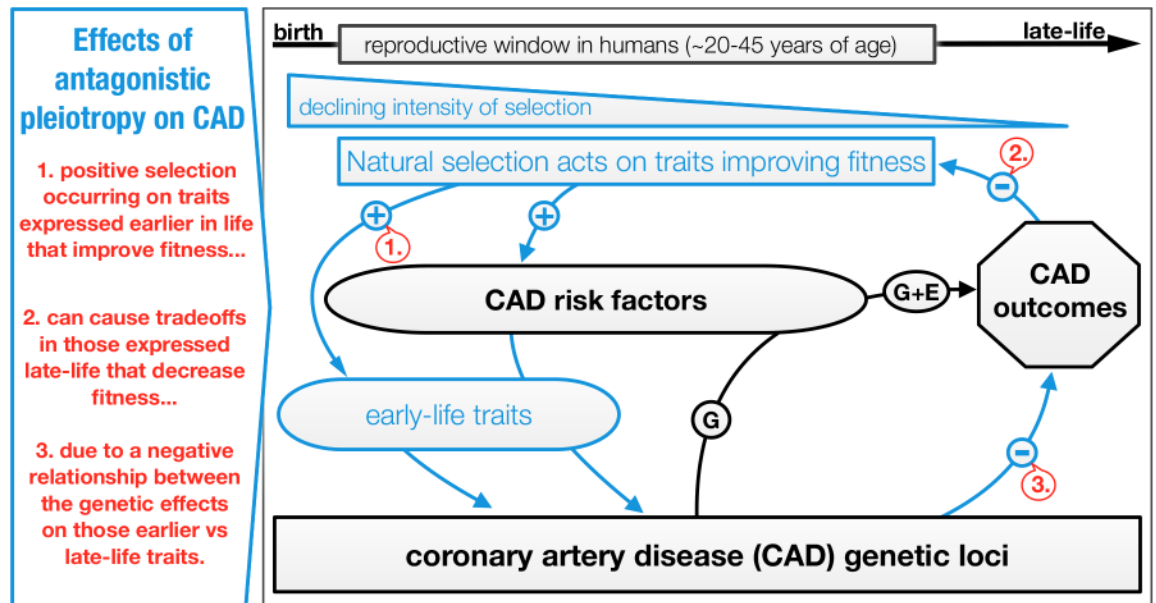 Effects of
antagonistic
pleiotropy on CAD
1. positive selection
occurring on traits
expressed earlier in life
that improve fitness...
2. can cause tradeoffs
in those expressed
late-life that decrease
fitness...
3. due to a negative
relationship between
the genetic effects
on those earlier vs
late-life traits.
birth
reproductive window in humans (~20-45 years of age)
late-life
declining intensity of selection
Natural selection acts on traits improving fitness
2.
−
+
1.
+
CAD risk factors
G+E
CAD
outcomes
early-life traits
G
−
3.
coronary artery disease (CAD) genetic loci